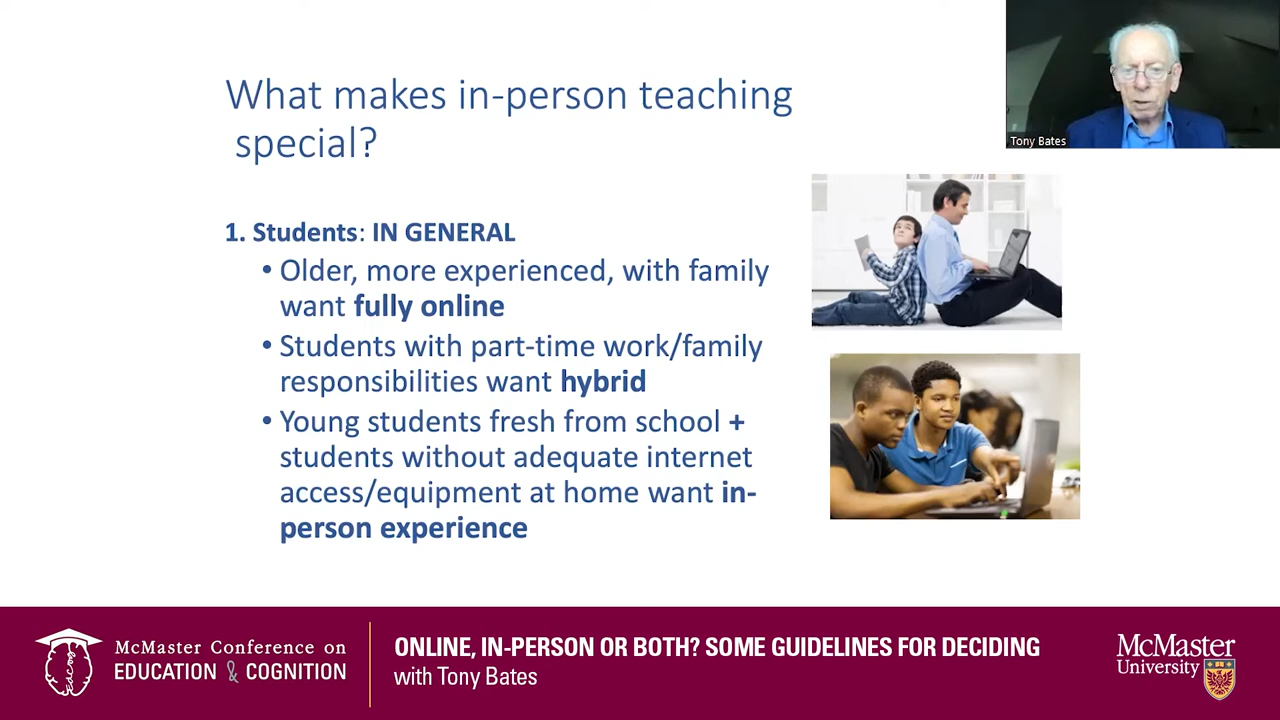 What makes in-person teaching
special?
Tony Bates
1. Students: IN GENERAL
• Older, more experienced, with family
want fully online
• Students with part-time work/family
responsibilities want hybrid
• Young students fresh from school +
students without adequate internet
access/equipment at home want in-
person experience
McMaster Conference on
EDUCATION & COGNITION
ONLINE, IN-PERSON OR BOTH? SOME GUIDELINES FOR DECIDING
with Tony Bates
McMaster
University